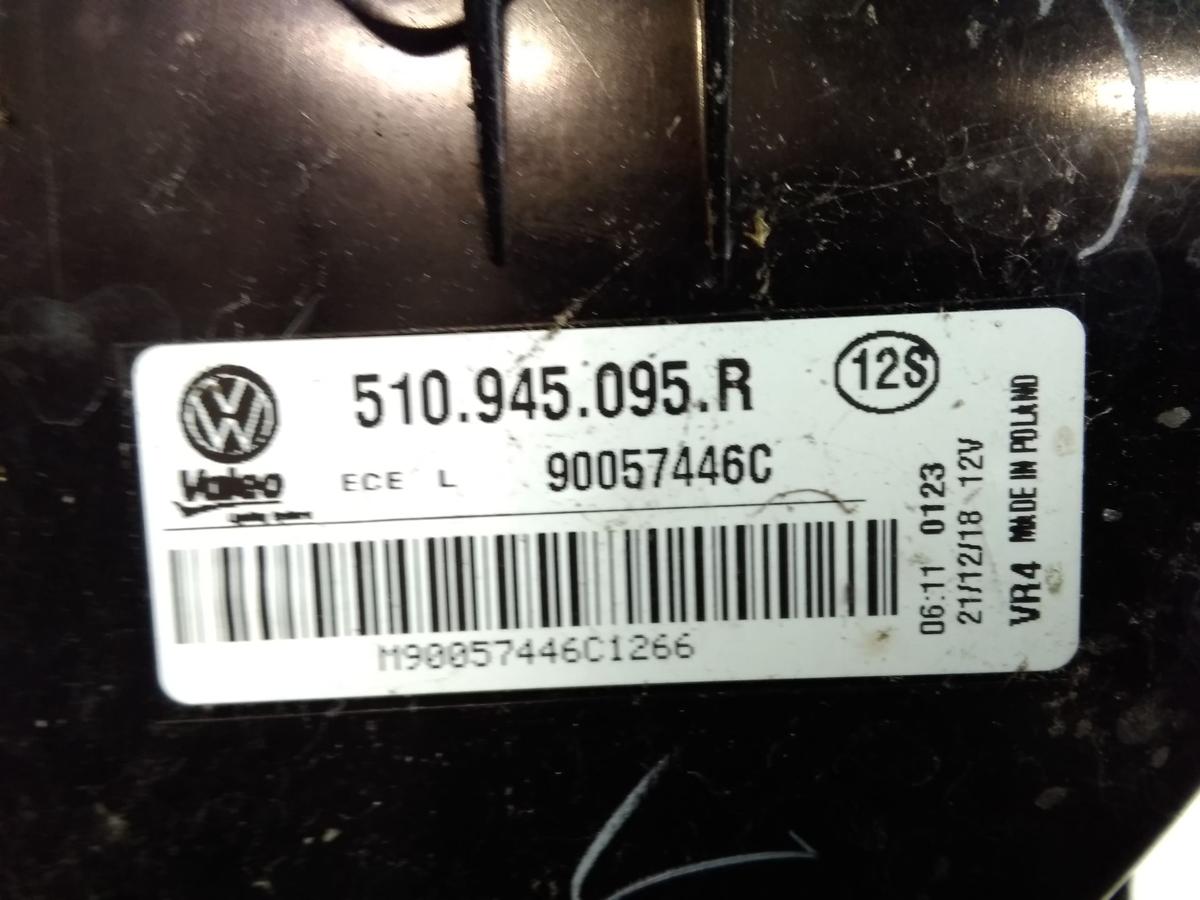 510.945.095.R
12S
Valeo
ECE L 90057446C
M90057446C1266
06:11 0123
21/12/18 12V
VR4 MADE IN POLAND